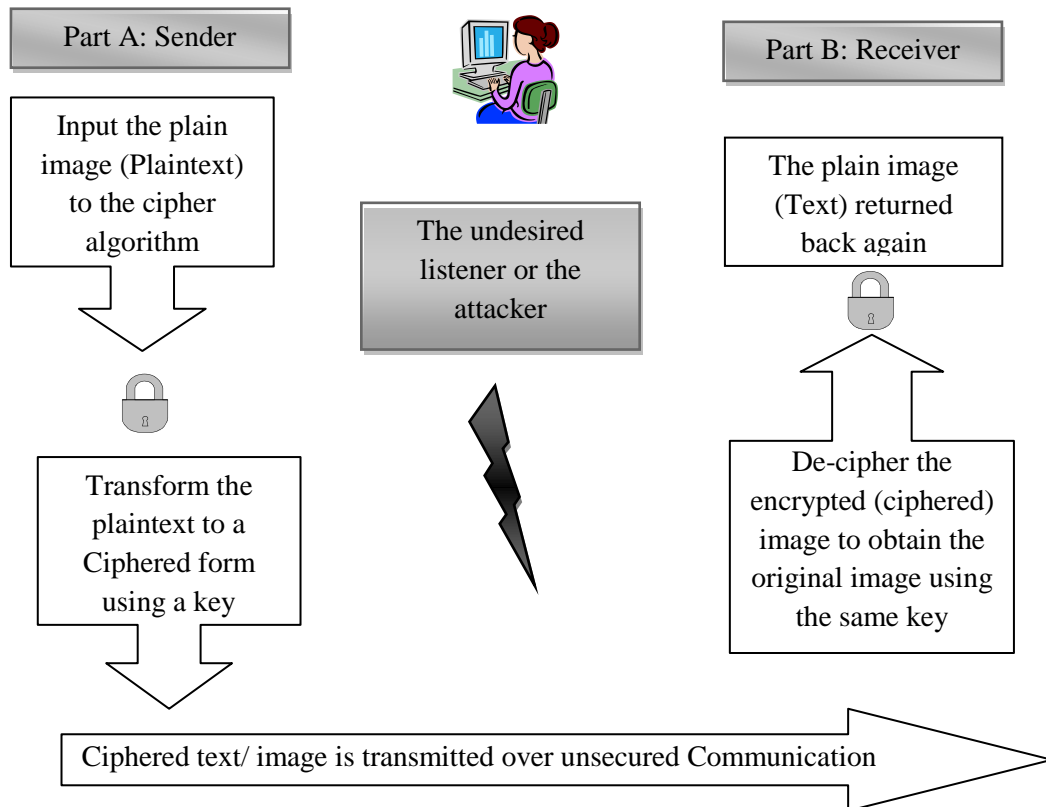 Part A: Sender
Input the plain
image (Plaintext)
to the cipher
algorithm
Transform the
plaintext to a
Ciphered form
using a key
The undesired
listener or the
attacker
Part B: Receiver
The plain image
(Text) returned
back again
De-cipher the
encrypted (ciphered)
image to obtain the
original image using
the same key
Ciphered text/ image is transmitted over unsecured Communication